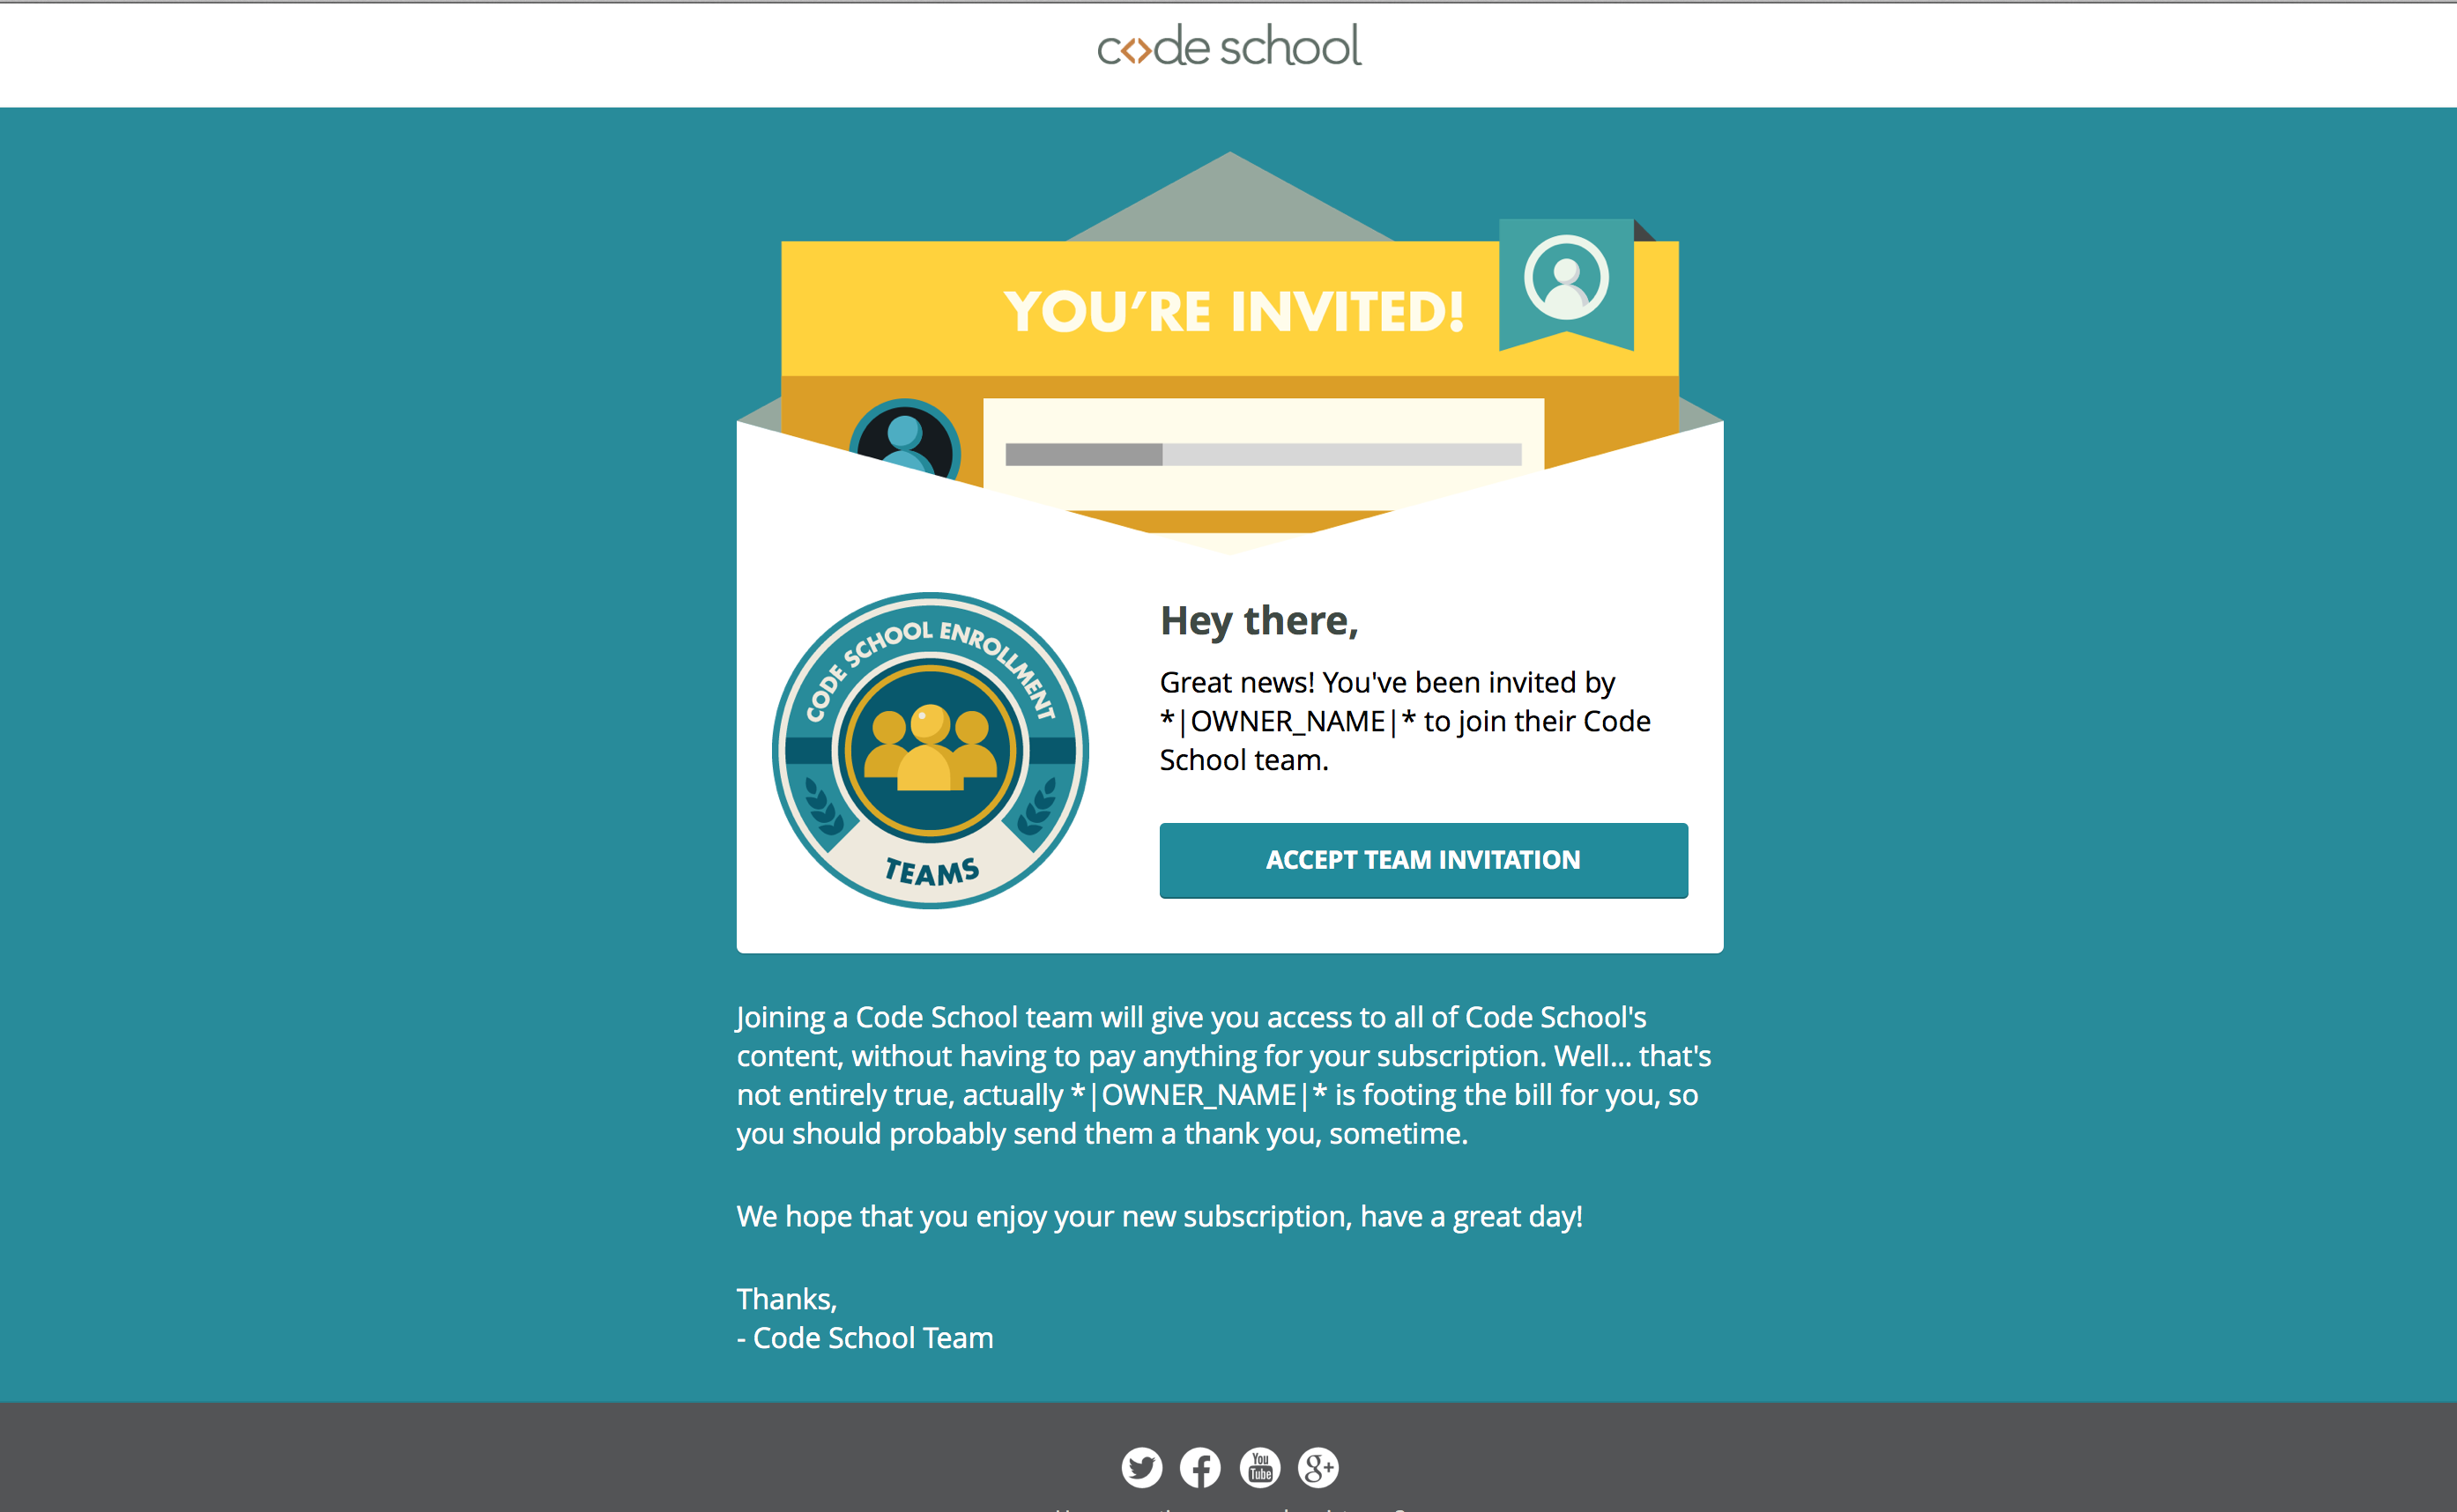 code school
YOU'RE INVITED!
CODE SCHOOL ENROLLMENT
TEAMS
Hey there,
Great news! You've been invited by
*|OWNER_NAME|* to join their Code
School team.
ACCEPT TEAM INVITATION
Joining a Code School team will give you access to all of Code School's
content, without having to pay anything for your subscription. Well... that's
not entirely true, actually *|OWNER_NAME|* is footing the bill for you, so
you should probably send them a thank you, sometime.
We hope that you enjoy your new subscription, have a great day!
Thanks,
- Code School Team
You Tube
g+